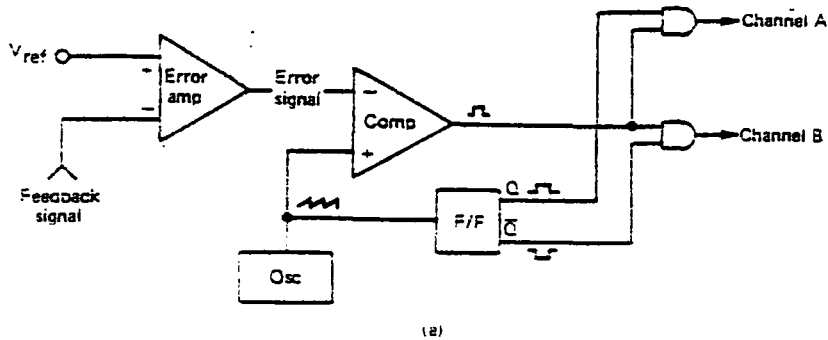 Channel A
Vref
+
Error
amp
−
Error
signal
−
Comp
+
Channel B
Feedback
signal
Q
F/F
Q̅
Osc
(a)